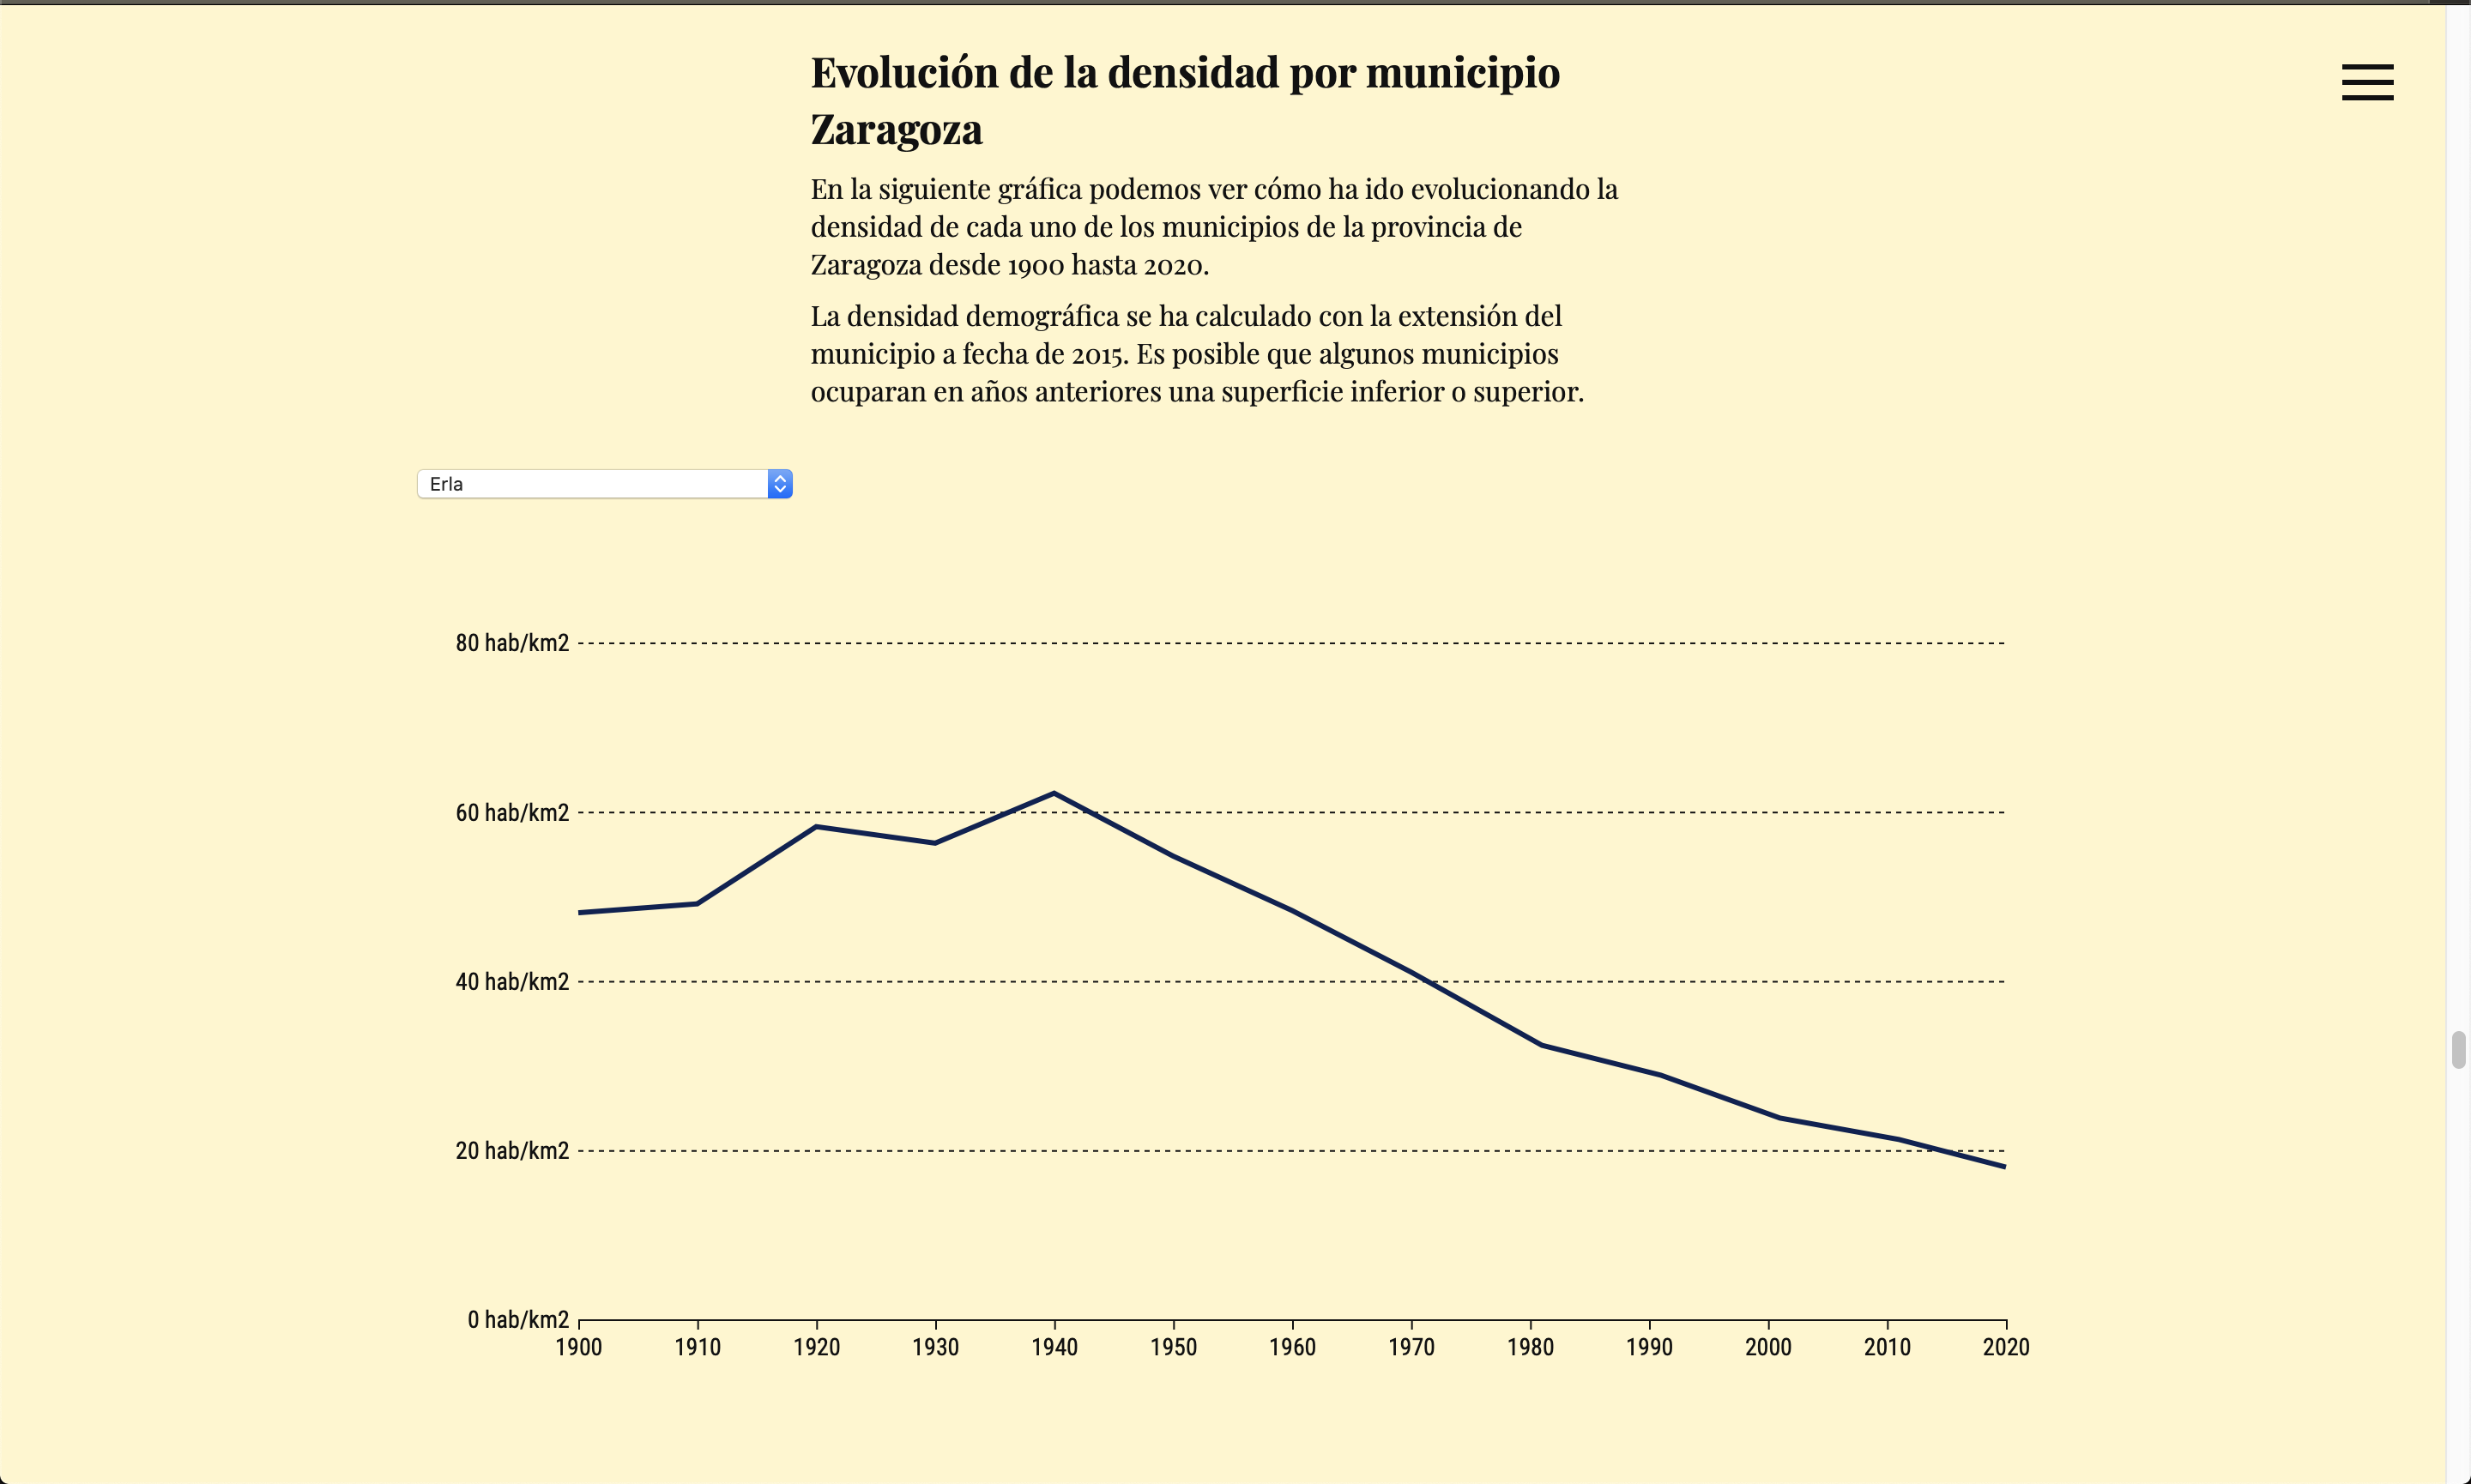 Evolución de la densidad por municipio
Zaragoza
En la siguiente gráfica podemos ver cómo ha ido evolucionando la
densidad de cada uno de los municipios de la provincia de
Zaragoza desde 1900 hasta 2020.
La densidad demográfica se ha calculado con la extensión del
municipio a fecha de 2015. Es posible que algunos municipios
ocuparan en años anteriores una superficie inferior o superior.
Erla
80 hab/km2
60 hab/km2
40 hab/km2
20 hab/km2
0 hab/km2
1900 1910 1920 1930 1940 1950 1960 1970 1980 1990 2000 2010 2020